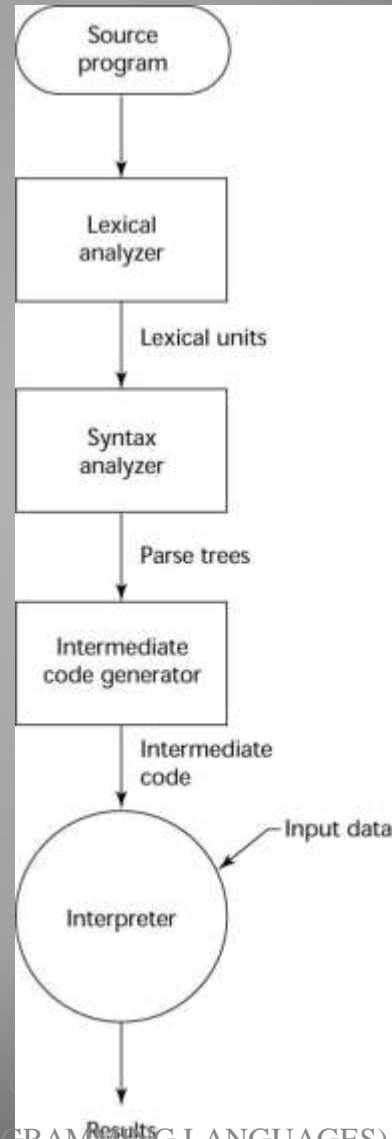 Source
program
Lexical
analyzer
Lexical units
Syntax
analyzer
Parse trees
Intermediate
code generator
Intermediate
code
Input data
Interpreter
Results
LANGUAGES)